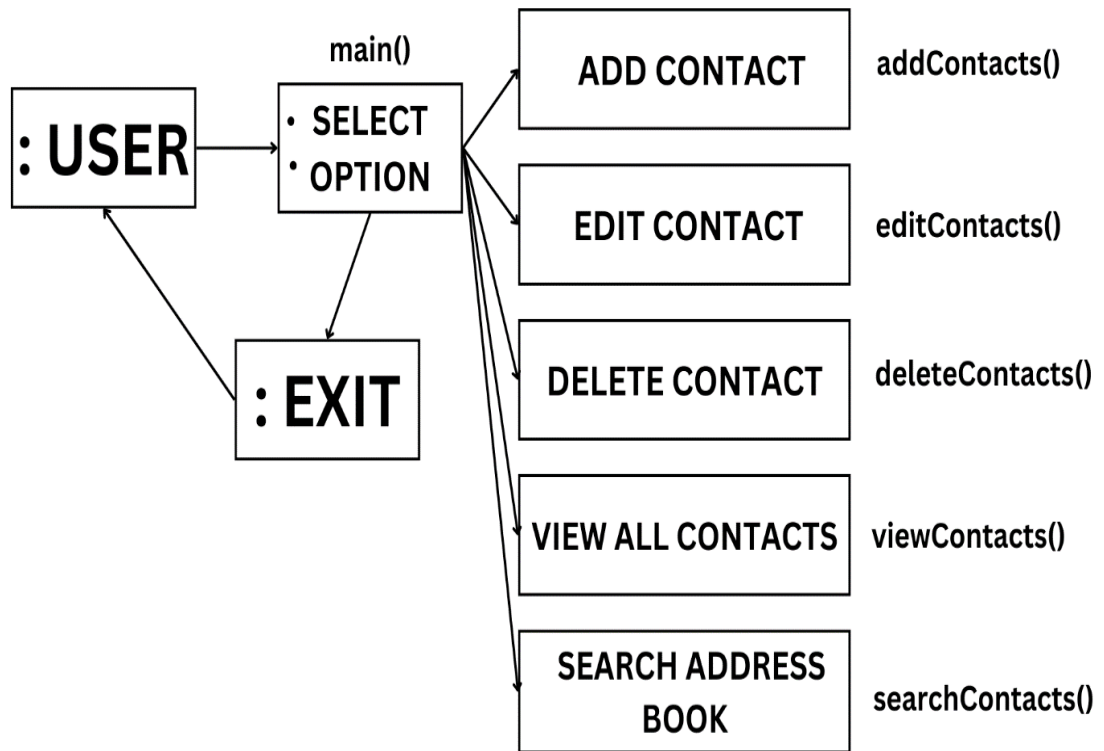 main()
: USER
: SELECT
OPTION
: EXIT
ADD CONTACT
addContacts()
EDIT CONTACT
editContacts()
DELETE CONTACT
deleteContacts()
VIEW ALL CONTACTS
viewContacts()
SEARCH ADDRESS
BOOK
searchContacts()